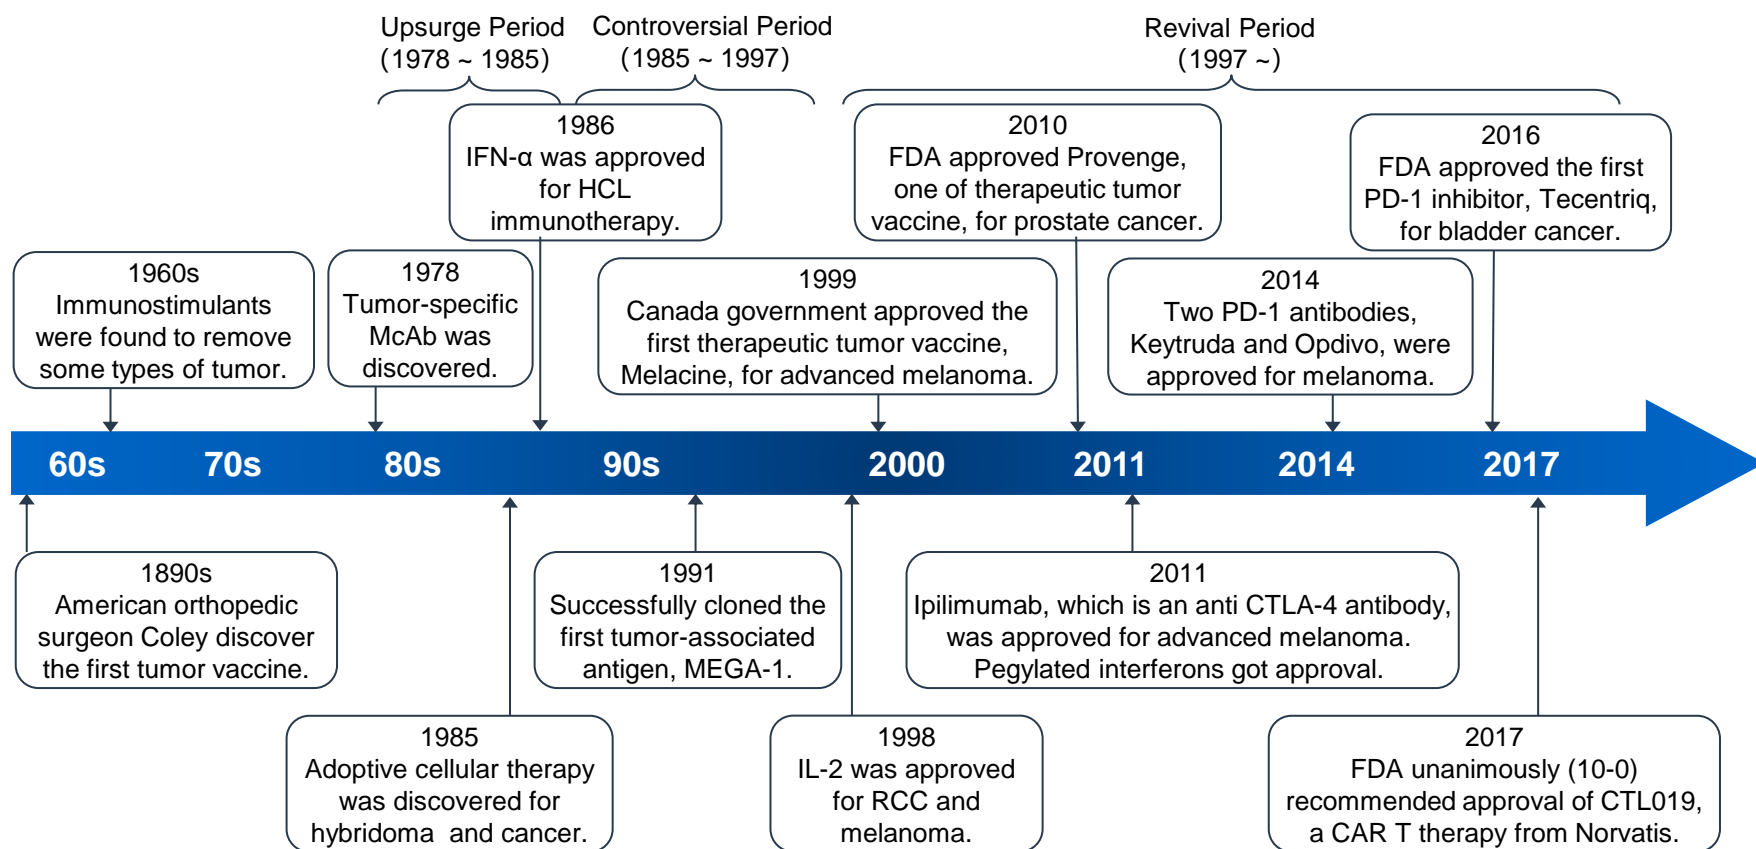 Upsurge Period
(1978 ~ 1985)
Controversial Period
(1985 ~ 1997)
Revival Period
(1997 ~)
1986
IFN-α was approved
for HCL
immunotherapy.
2010
FDA approved Provenge,
one of therapeutic tumor
vaccine, for prostate cancer.
2016
FDA approved the first
PD-1 inhibitor, Tecentriq,
for bladder cancer.
1960s
Immunostimulants
were found to remove
some types of tumor.
1978
Tumor-specific
McAb was
discovered.
1999
Canada government approved the
first therapeutic tumor vaccine,
Melacine, for advanced melanoma.
2014
Two PD-1 antibodies,
Keytruda and Opdivo, were
approved for melanoma.
60s
70s
80s
90s
2000
2011
2014
2017
1890s
American orthopedic
surgeon Coley discover
the first tumor vaccine.
1991
Successfully cloned the
first tumor-associated
antigen, MEGA-1.
2011
Ipilimumab, which is an anti CTLA-4 antibody,
was approved for advanced melanoma.
Pegylated interferons got approval.
1985
Adoptive cellular therapy
was discovered for
hybridoma and cancer.
1998
IL-2 was approved
for RCC and
melanoma.
2017
FDA unanimously (10-0)
recommended approval of CTL019,
a CAR T therapy from Norvatis.